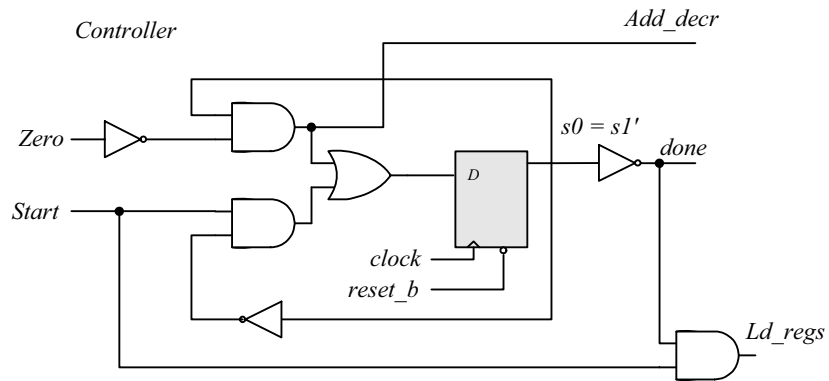 Add_decr
Controller
s0 = s1'
Zero
done
D
Start
clock
reset_b
Ld_regs